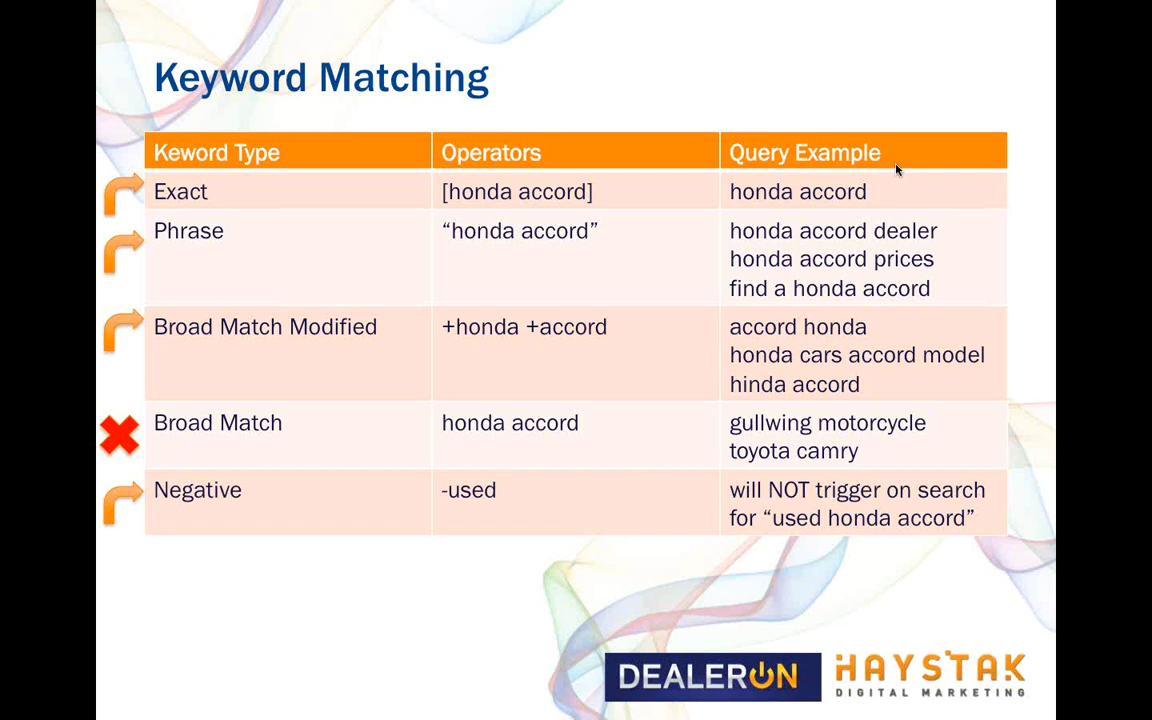 Keyword Matching
Keword Type Operators Query Example
Exact [honda accord] honda accord
Phrase “honda accord” honda accord dealer
honda accord prices
find a honda accord
Broad Match Modified +honda +accord accord honda
honda cars accord model
hinda accord
Broad Match honda accord gullwing motorcycle
toyota camry
Negative -used will NOT trigger on search
for “used honda accord”
DEALERON HAYSTAK
DIGITAL MARKETING